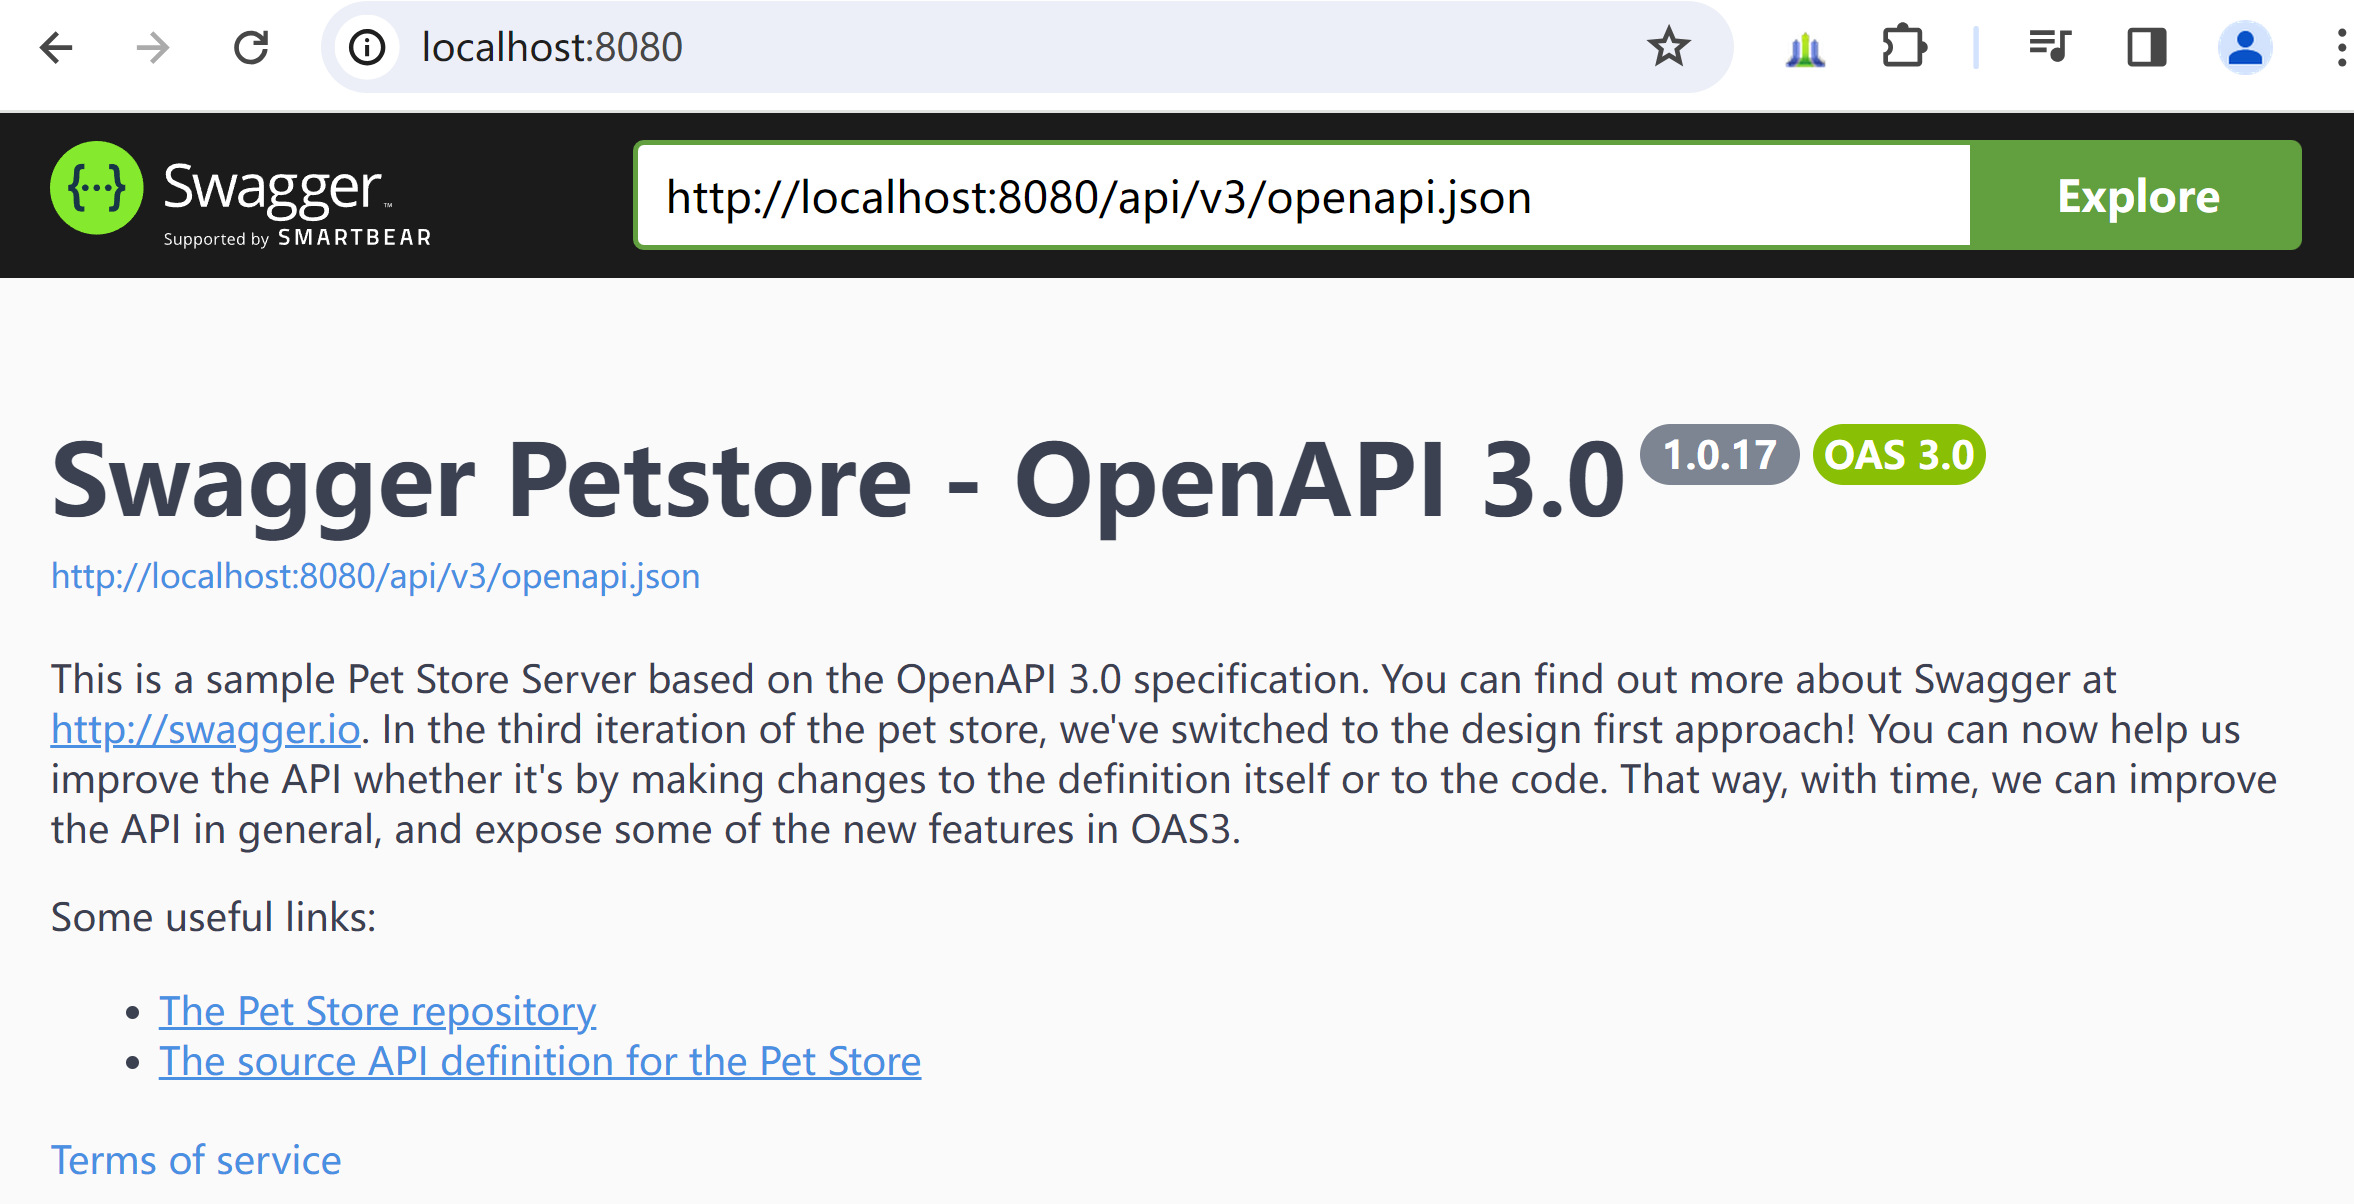 localhost:8080
{...} Swagger™
Supported by SMARTBEAR
http://localhost:8080/api/v3/openapi.json
Explore
Swagger Petstore - OpenAPI 3.0 1.0.17 OAS 3.0
http://localhost:8080/api/v3/openapi.json
This is a sample Pet Store Server based on the OpenAPI 3.0 specification. You can find out more about Swagger at
http://swagger.io. In the third iteration of the pet store, we've switched to the design first approach! You can now help us
improve the API whether it's by making changes to the definition itself or to the code. That way, with time, we can improve
the API in general, and expose some of the new features in OAS3.
Some useful links:
• The Pet Store repository
• The source API definition for the Pet Store
Terms of service